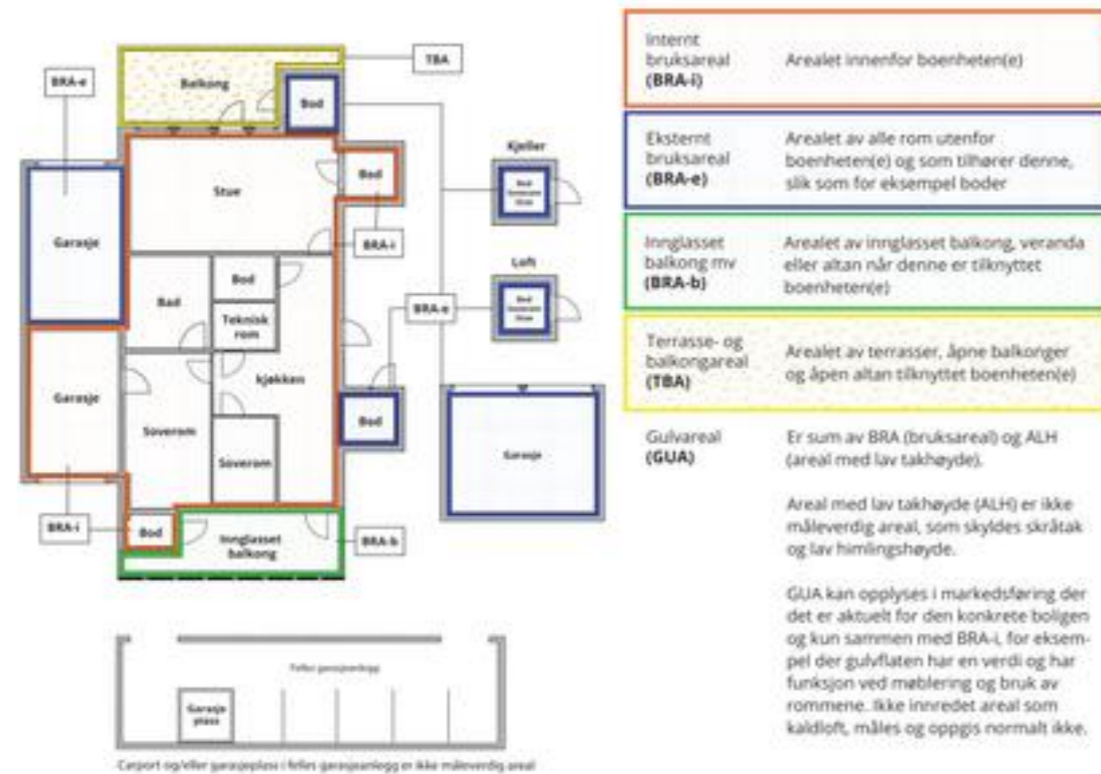 TBA
BRA-e
Balkong
Bod
Kjeller
Bod
Stue
Bod
Garasje
BRA-i
Loft
Bod
Bad
Teknisk
rom
BRA-e
Bod
kjøkken
Garasje
Soverom
Bod
Garasje
Soverom
BRA-i
Bod
Innglasset
balkong
BRA-b
Felles garasjeanlegg
Garasje
plass
Carport og/eller garasjeplass i felles garasjeanlegg er ikke måleverdig areal
Internt
bruksareal
(BRA-i)
Arealet innenfor boenheten(e)
Eksternt
bruksareal
(BRA-e)
Arealet av alle rom utenfor
boenheten(e) og som tilhører denne,
slik som for eksempel boder
Innglasset
balkong mv
(BRA-b)
Arealet av innglasset balkong, veranda
eller altan når denne er tilknyttet
boenheten(e)
Terrasse- og
balkongareal
(TBA)
Arealet av terrasser, åpne balkonger
og åpen altan tilknyttet boenheten(e)
Gulvareal
(GUA)
Er sum av BRA (bruksareal) og ALH
(areal med lav takhøyde).
Areal med lav takhøyde (ALH) er ikke
måleverdig areal, som skyldes skråtak
og lav himlingshøyde.
GUA kan opplyses i markedsføring der
det er aktuelt for den konkrete boligen
og kun sammen med BRA-i, for eksem-
pel der gulvflaten har en verdi og har
funksjon ved møblering og bruk av
rommene. Ikke innredet areal som
kaldloft, måles og oppgis normalt ikke.